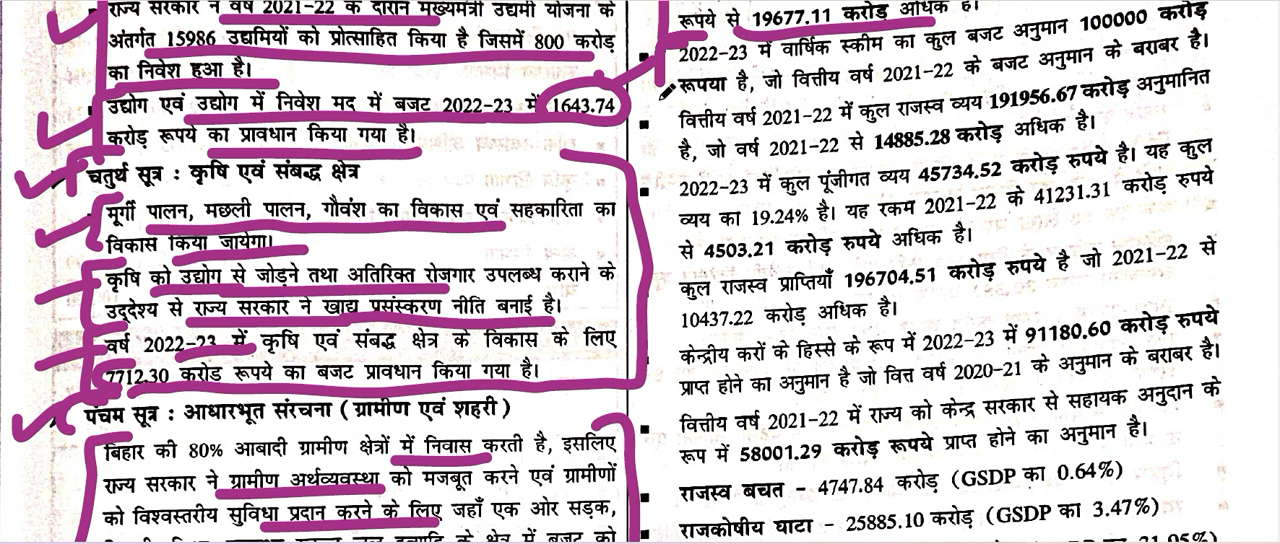 राज्य सरकार ने वर्ष 2021-22 के दौरान मुख्यमंत्री उद्यमी योजना के
अंतर्गत 15986 उद्यमियों को प्रोत्साहित किया है जिसमें 800 करोड़
का निवेश हुआ है।
उद्योग एवं उद्योग में निवेश मद में बजट 2022-23 में 1643.74
करोड़ रूपये का प्रावधान किया गया है।
चतुर्थ सूत्र : कृषि एवं संबद्ध क्षेत्र
मूर्गी पालन, मछली पालन, गौवंश का विकास एवं सहकारिता का
विकास किया जायेगा।
कृषि को उद्योग से जोड़ने तथा अतिरिक्त रोजगार उपलब्ध कराने के
उद्देश्य से राज्य सरकार ने खाद्य प्रसंस्करण नीति बनाई है।
वर्ष 2022-23 में कृषि एवं संबद्ध क्षेत्र के विकास के लिए
7712.30 करोड रूपये का बजट प्रावधान किया गया है।
पंचम सूत्र : आधारभूत संरचना (ग्रामीण एवं शहरी)
बिहार की 80% आबादी ग्रामीण क्षेत्रों में निवास करती है, इसलिए
राज्य सरकार ने ग्रामीण अर्थव्यवस्था को मजबूत करने एवं ग्रामीणों
को विश्वस्तरीय सुविधा प्रदान करने के लिए जहाँ एक ओर सड़क,
के क्षेत्र में बजट को
रूपये से 19677.11 करोड़ अधिक है।
2022-23 में वार्षिक स्कीम का कुल बजट अनुमान 100000 करोड़
रूपया है, जो वित्तीय वर्ष 2021-22 के बजट अनुमान के बराबर है।
वित्तीय वर्ष 2021-22 में कुल राजस्व व्यय 191956.67 करोड़ अनुमानित
है, जो वर्ष 2021-22 से 14885.28 करोड़ अधिक है।
2022-23 में कुल पूंजीगत व्यय 45734.52 करोड़ रुपये है। यह कुल
व्यय का 19.24% है। यह रकम 2021-22 के 41231.31 करोड़ रुपये
से 4503.21 करोड़ रुपये अधिक है।
कुल राजस्व प्राप्तियाँ 196704.51 करोड़ रुपये है जो 2021-22 से
10437.22 करोड़ अधिक है।
केन्द्रीय करों के हिस्से के रूप में 2022-23 में 91180.60 करोड़ रुपये
प्राप्त होने का अनुमान है जो वित्त वर्ष 2020-21 के अनुमान के बराबर है।
वित्तीय वर्ष 2021-22 में राज्य को केन्द्र सरकार से सहायक अनुदान के
रूप में 58001.29 करोड़ रूपये प्राप्त होने का अनुमान है।
राजस्व बचत - 4747.84 करोड़ (GSDP का 0.64%)
राजकोषीय घाटा - 25885.10 करोड़ (GSDP का 3.47%)